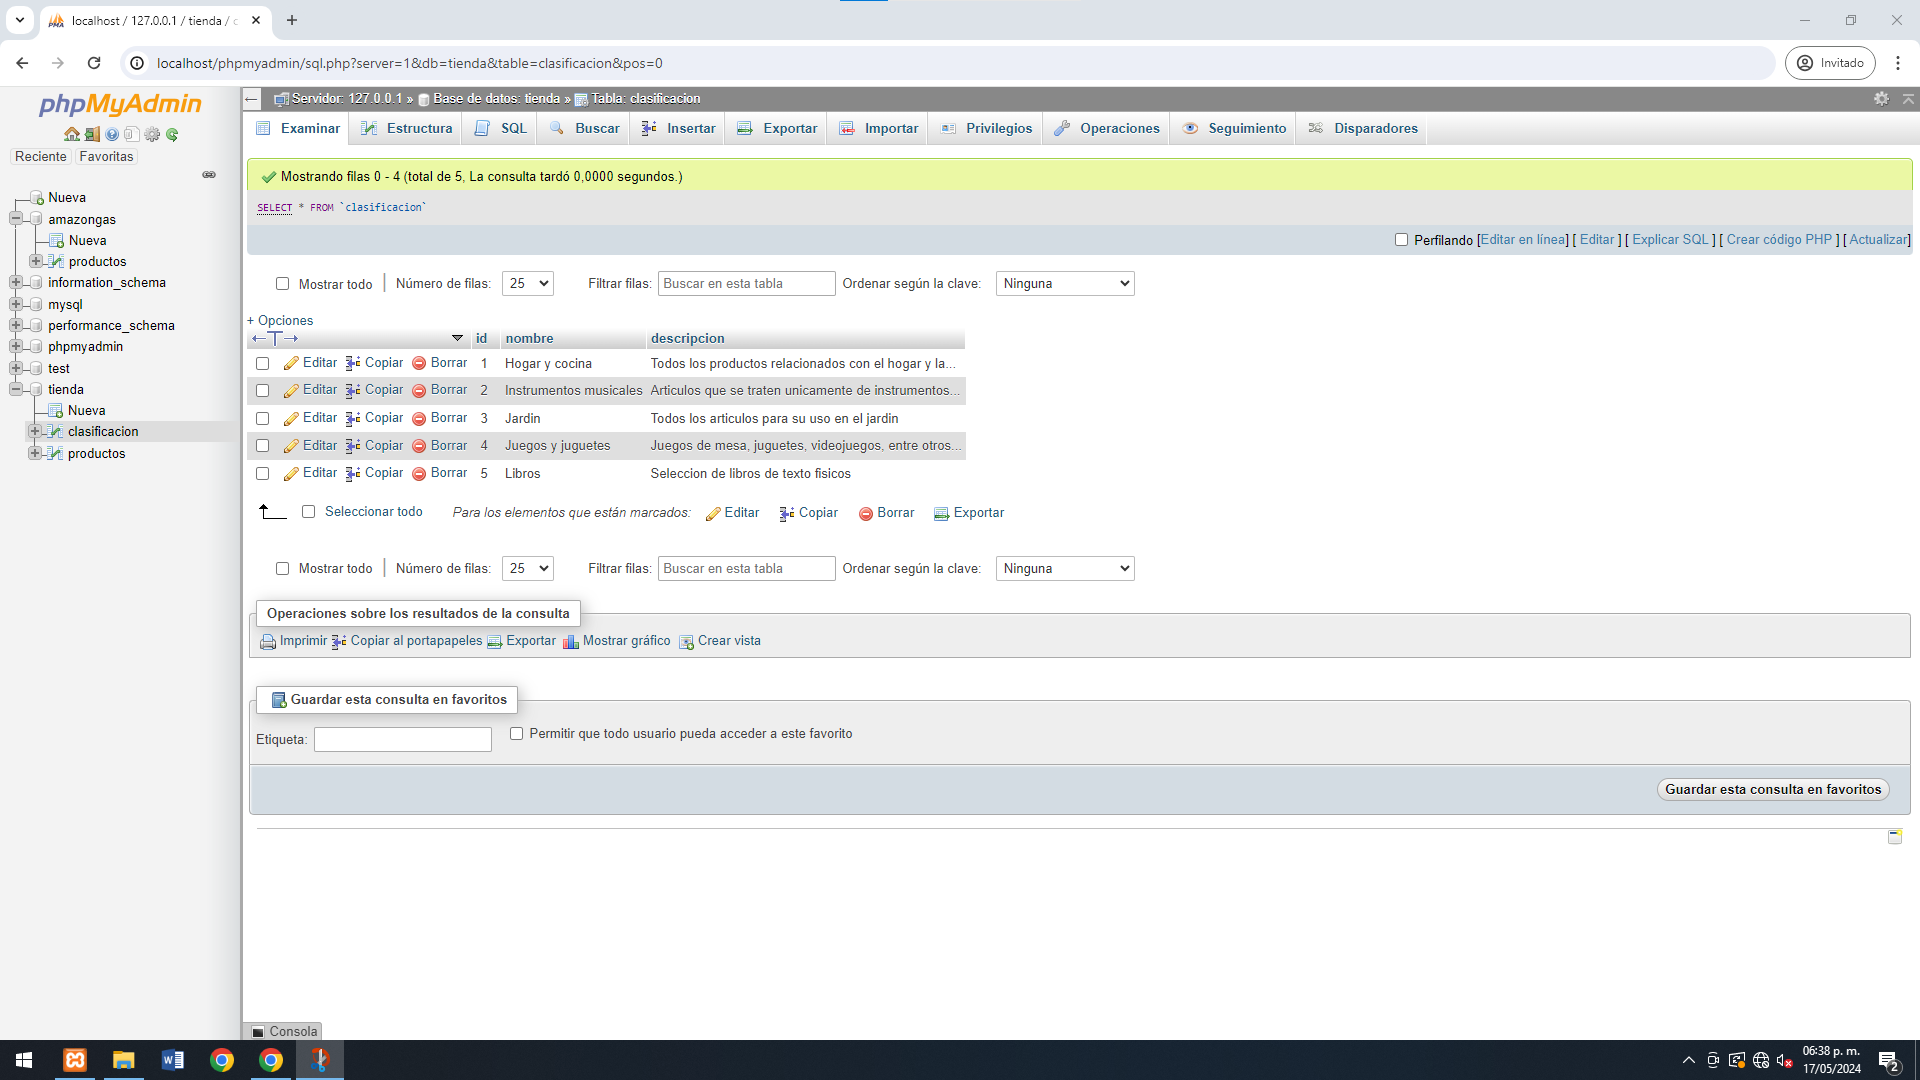 localhost / 127.0.0.1 / tienda /
localhost/phpmyadmin/sql.php?server=1&db=tienda&table=clasificacion&pos=0
Invitado
phpMyAdmin
Reciente Favoritas
Nueva
amazongas
Nueva
productos
information_schema
mysql
performance_schema
phpmyadmin
test
tienda
Nueva
clasificacion
productos
Servidor: 127.0.0.1 » Base de datos: tienda » Tabla: clasificacion
Examinar Estructura SQL Buscar Insertar Exportar Importar Privilegios Operaciones Seguimiento Disparadores
Mostrando filas 0 - 4 (total de 5, La consulta tardó 0,0000 segundos.)
SELECT * FROM `clasificacion`
Perfilando [Editar en línea] [ Editar ] [ Explicar SQL ] [ Crear código PHP ] [ Actualizar]
Mostrar todo Número de filas: 25 Filtrar filas: Buscar en esta tabla Ordenar según la clave: Ninguna
+ Opciones
←T→ id nombre descripcion
Editar Copiar Borrar 1 Hogar y cocina Todos los productos relacionados con el hogar y la...
Editar Copiar Borrar 2 Instrumentos musicales Articulos que se traten unicamente de instrumentos...
Editar Copiar Borrar 3 Jardin Todos los articulos para su uso en el jardin
Editar Copiar Borrar 4 Juegos y juguetes Juegos de mesa, juguetes, videojuegos, entre otros...
Editar Copiar Borrar 5 Libros Seleccion de libros de texto fisicos
Seleccionar todo Para los elementos que están marcados: Editar Copiar Borrar Exportar
Mostrar todo Número de filas: 25 Filtrar filas: Buscar en esta tabla Ordenar según la clave: Ninguna
Operaciones sobre los resultados de la consulta
Imprimir Copiar al portapapeles Exportar Mostrar gráfico Crear vista
Guardar esta consulta en favoritos
Etiqueta: Permitir que todo usuario pueda acceder a este favorito
Guardar esta consulta en favoritos
Consola
06:38 p. m.
17/05/2024
2